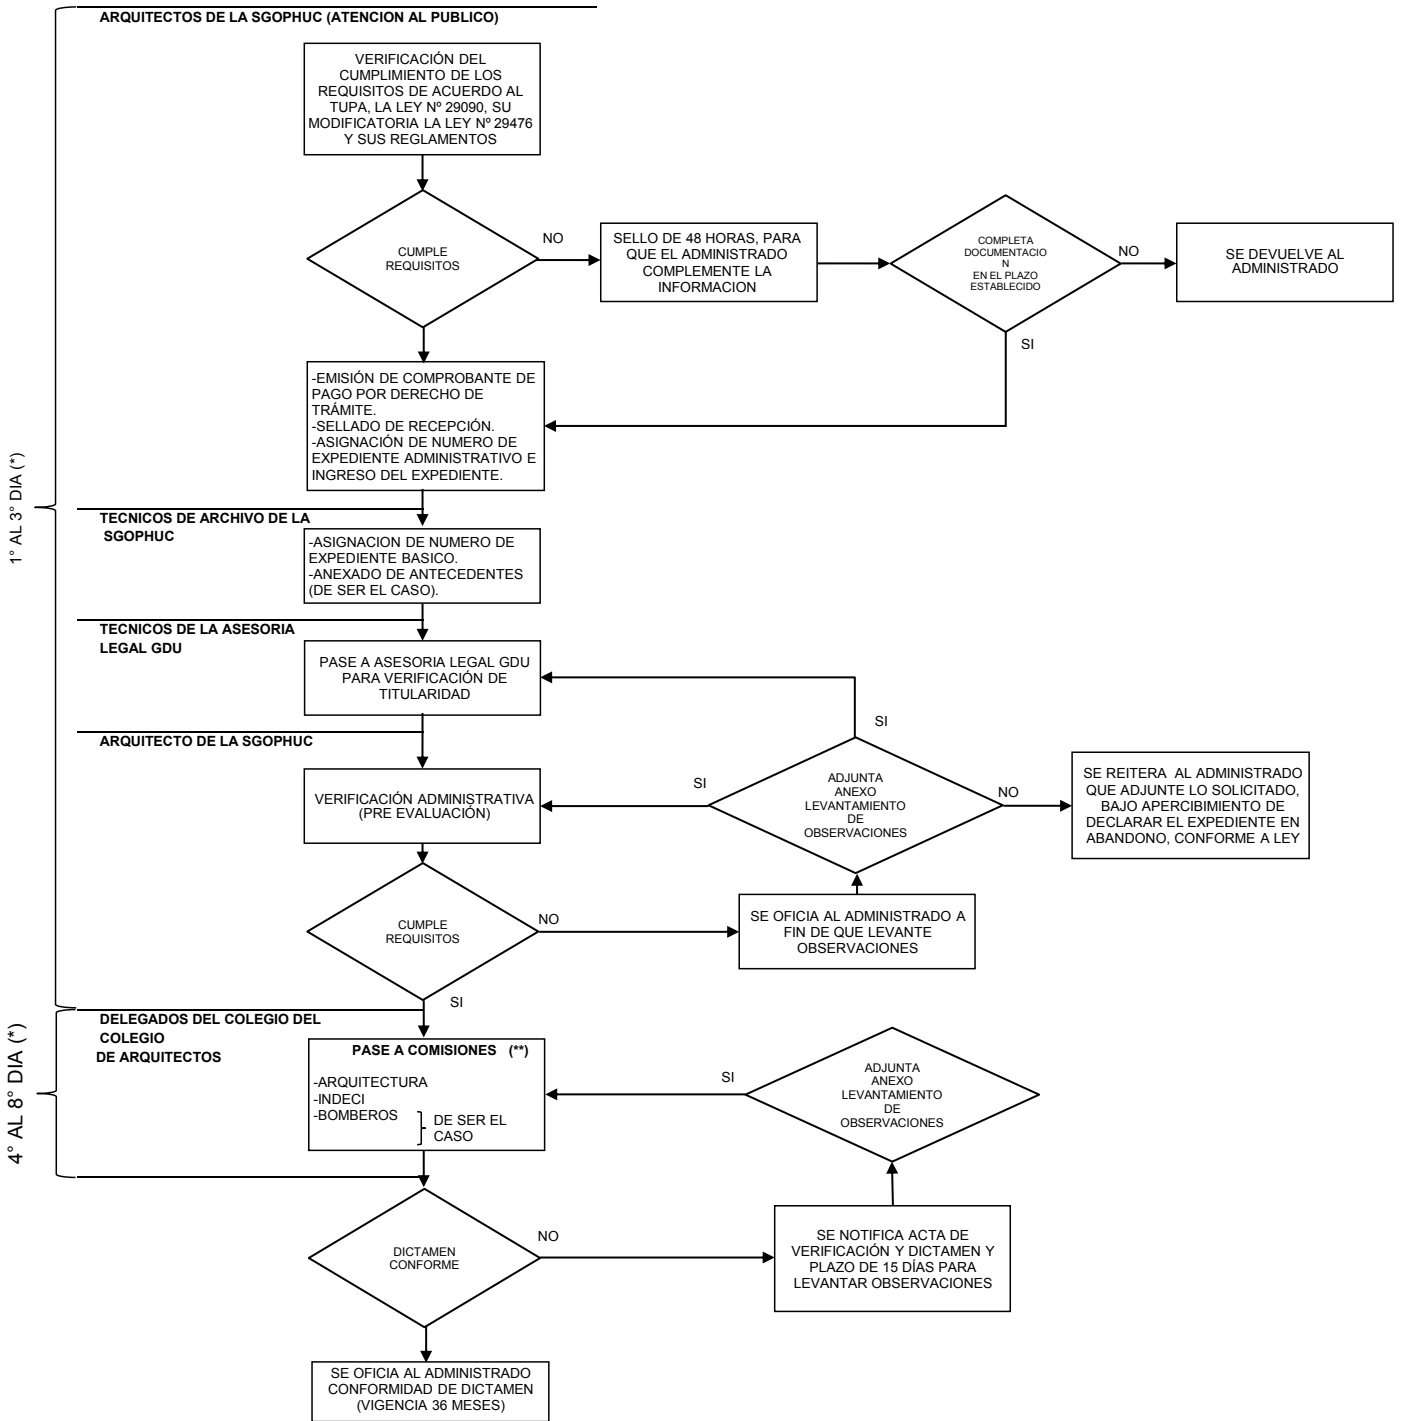 ARQUITECTOS DE LA SGOPHUC (ATENCION AL PUBLICO)
VERIFICACIÓN DEL
CUMPLIMIENTO DE LOS
REQUISITOS DE ACUERDO AL
TUPA, LA LEY Nº 29090, SU
MODIFICATORIA LA LEY Nº 29476
Y SUS REGLAMENTOS
CUMPLE
REQUISITOS
NO
SELLO DE 48 HORAS, PARA
QUE EL ADMINISTRADO
COMPLEMENTE LA
INFORMACION
COMPLETA
DOCUMENTACIO
N
EN EL PLAZO
ESTABLECIDO
NO
SE DEVUELVE AL
ADMINISTRADO
SI
-EMISIÓN DE COMPROBANTE DE
PAGO POR DERECHO DE
TRÁMITE.
-SELLADO DE RECEPCIÓN.
-ASIGNACIÓN DE NUMERO DE
EXPEDIENTE ADMINISTRATIVO E
INGRESO DEL EXPEDIENTE.
1° AL 3° DIA (*)
TECNICOS DE ARCHIVO DE LA
SGOPHUC
-ASIGNACION DE NUMERO DE
EXPEDIENTE BASICO.
-ANEXADO DE ANTECEDENTES
(DE SER EL CASO).
TECNICOS DE LA ASESORIA
LEGAL GDU
PASE A ASESORIA LEGAL GDU
PARA VERIFICACIÓN DE
TITULARIDAD
SI
ARQUITECTO DE LA SGOPHUC
VERIFICACIÓN ADMINISTRATIVA
(PRE EVALUACIÓN)
SI
ADJUNTA
ANEXO
LEVANTAMIENTO
DE
OBSERVACIONES
NO
SE REITERA AL ADMINISTRADO
QUE ADJUNTE LO SOLICITADO,
BAJO APERCIBIMIENTO DE
DECLARAR EL EXPEDIENTE EN
ABANDONO, CONFORME A LEY
CUMPLE
REQUISITOS
NO
SE OFICIA AL ADMINISTRADO A
FIN DE QUE LEVANTE
OBSERVACIONES
SI
4° AL 8° DIA (*)
DELEGADOS DEL COLEGIO DEL
COLEGIO
DE ARQUITECTOS
PASE A COMISIONES (**)
-ARQUITECTURA
-INDECI
-BOMBEROS
DE SER EL
CASO
SI
ADJUNTA
ANEXO
LEVANTAMIENTO
DE
OBSERVACIONES
DICTAMEN
CONFORME
NO
SE NOTIFICA ACTA DE
VERIFICACIÓN Y DICTAMEN Y
PLAZO DE 15 DÍAS PARA
LEVANTAR OBSERVACIONES
SE OFICIA AL ADMINISTRADO
CONFORMIDAD DE DICTAMEN
(VIGENCIA 36 MESES)